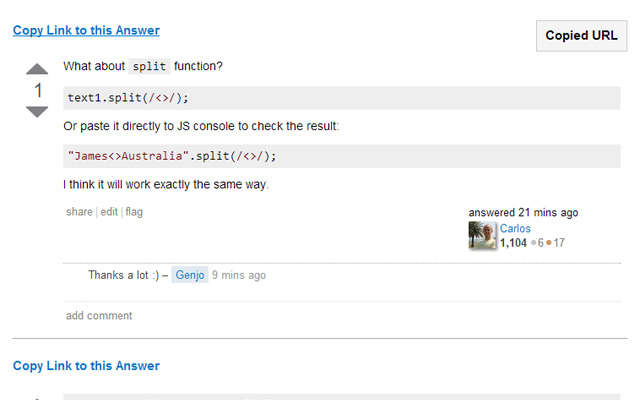 Copy Link to this Answer
Copied URL
What about split function?
1
text1.split(/<>/);
Or paste it directly to JS console to check the result:
"James<>Australia".split(/<>/);
I think it will work exactly the same way.
share | edit | flag
answered 21 mins ago
Carlos
1,104 6 17
Thanks a lot :) – Genjo 9 mins ago
add comment
Copy Link to this Answer